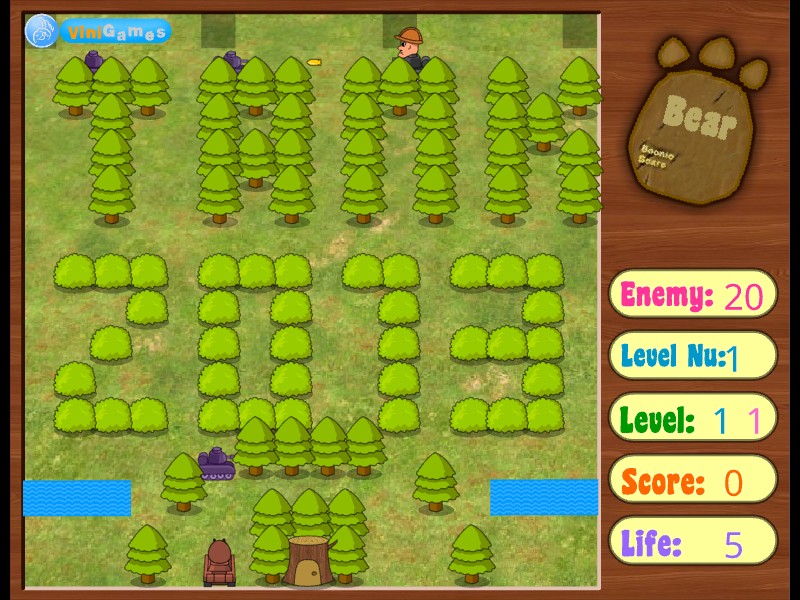 ViniGames
Bear
Boonie
Bears
Enemy: 20
Level Nu:1
Level: 1 1
Score: 0
Life: 5